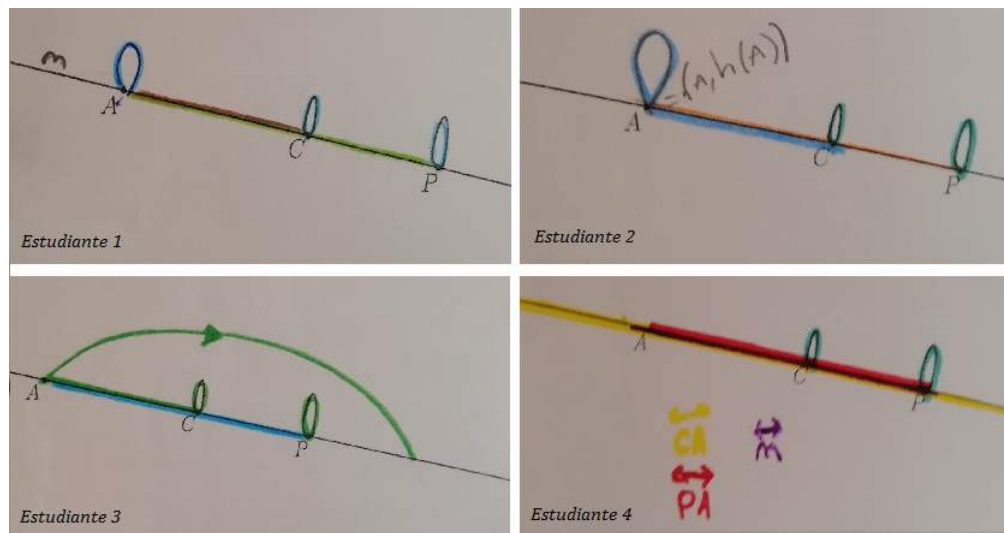 m
A
C
P
Estudiante 1
=(A, h(A))
A
C
P
Estudiante 2
A
C
P
Estudiante 3
A
C
P
CA
m
PA
Estudiante 4